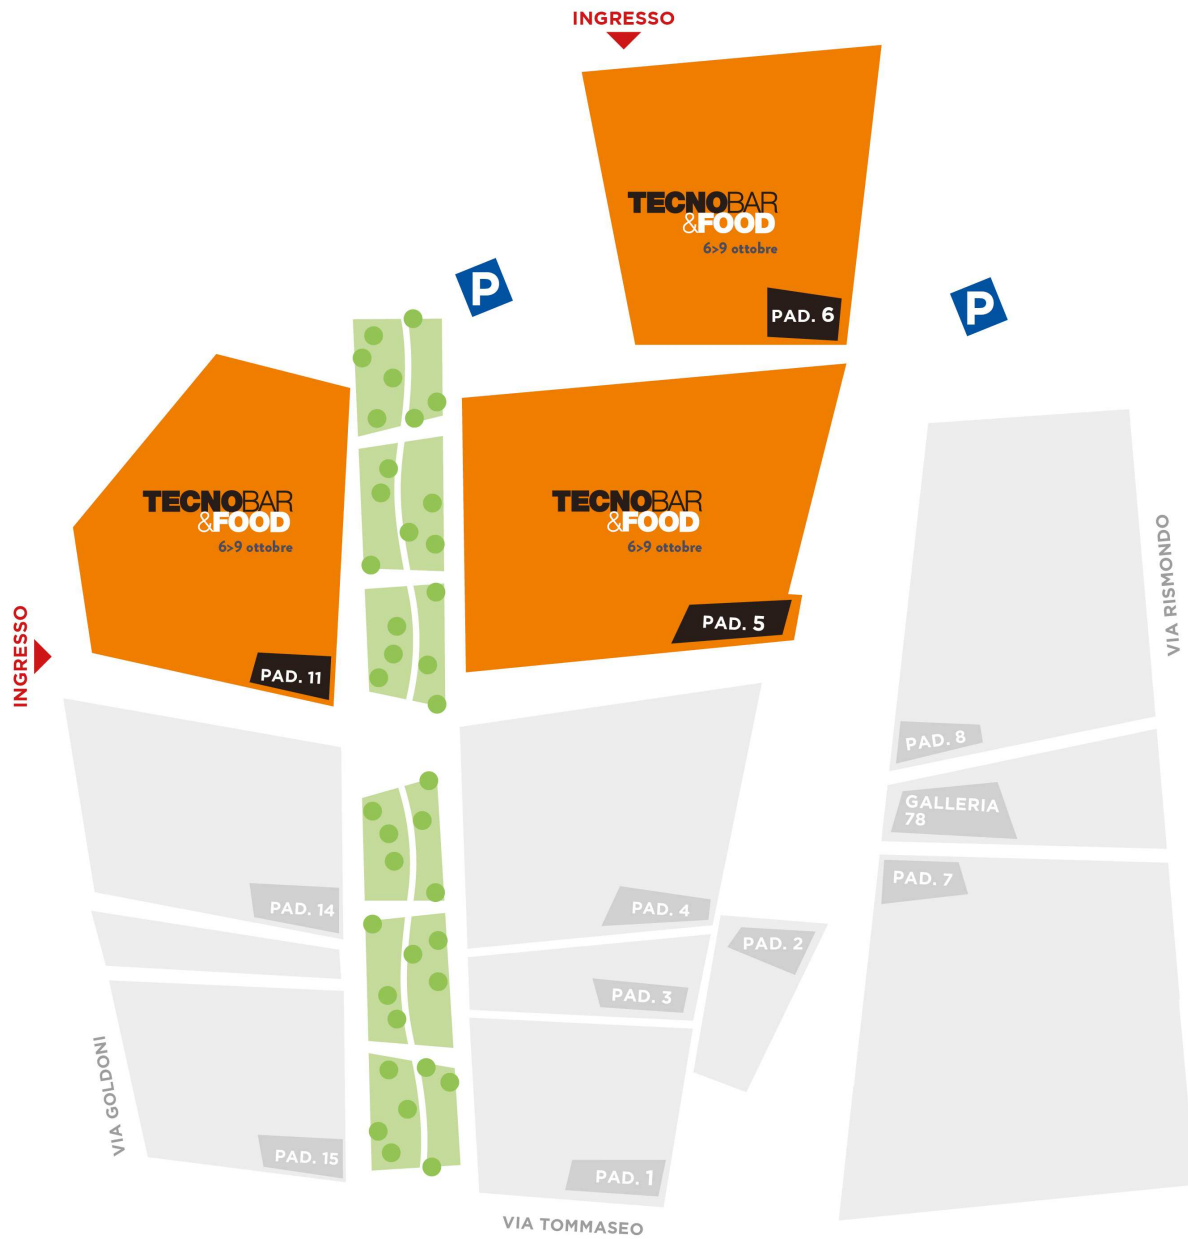 INGRESSO
TECNOBAR
&FOOD
6>9 ottobre
PAD. 6
P
P
TECNOBAR
&FOOD
6>9 ottobre
PAD. 11
TECNOBAR
&FOOD
6>9 ottobre
PAD. 5
INGRESSO
VIA RISMONDO
PAD. 8
GALLERIA
78
PAD. 7
PAD. 14
PAD. 4
PAD. 2
PAD. 3
VIA GOLDONI
PAD. 15
PAD. 1
VIA TOMMASEO